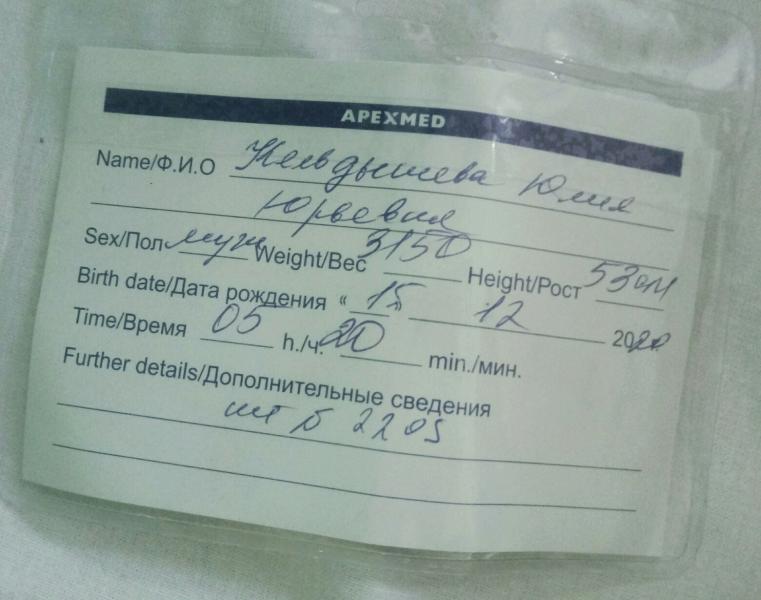 APEXMED
Name/Ф.И.О Кельдышева Юлия
Юрьевна
Sex/Пол муж Weight/Вес 3150 Height/Рост 53см
Birth date/Дата рождения “ 15 ” 12 2020
Time/Время 05 h./ч. 20 min./мин.
Further details/Дополнительные сведения
2205